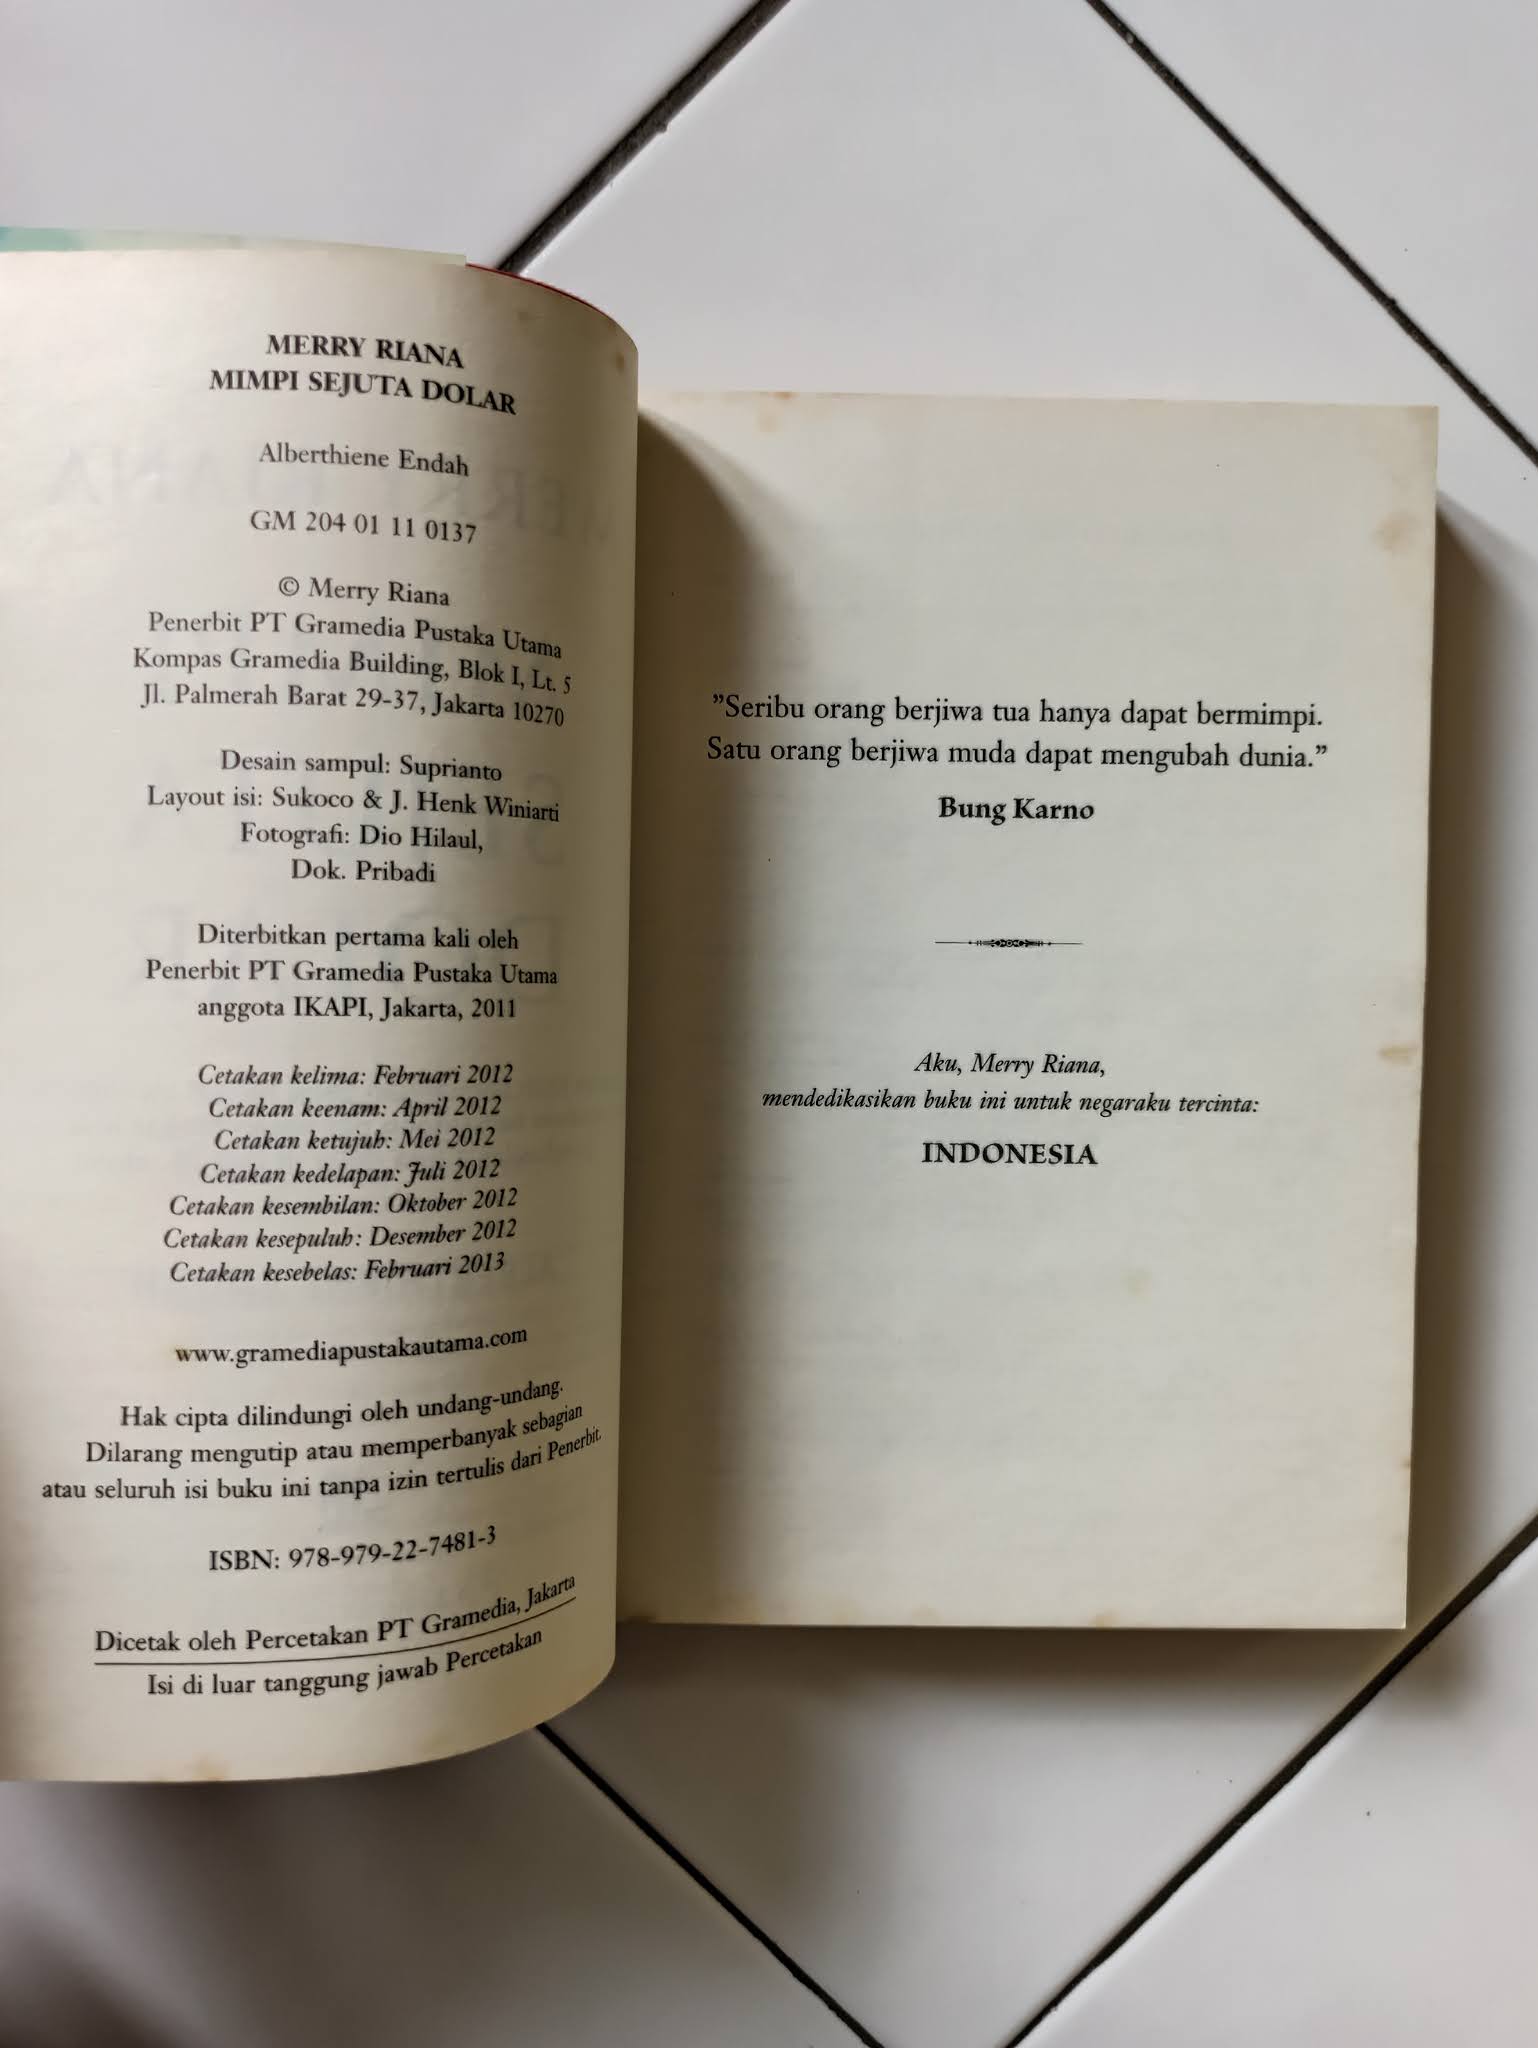 MERRY RIANA
MIMPI SEJUTA DOLAR
Alberthiene Endah
GM 204 01 11 0137
© Merry Riana
Penerbit PT Gramedia Pustaka Utama
Kompas Gramedia Building, Blok I, Lt. 5
Jl. Palmerah Barat 29-37, Jakarta 10270
Desain sampul: Suprianto
Layout isi: Sukoco & J. Henk Winiarti
Fotografi: Dio Hilaul,
Dok. Pribadi
Diterbitkan pertama kali oleh
Penerbit PT Gramedia Pustaka Utama
anggota IKAPI, Jakarta, 2011
Cetakan kelima: Februari 2012
Cetakan keenam: April 2012
Cetakan ketujuh: Mei 2012
Cetakan kedelapan: Juli 2012
Cetakan kesembilan: Oktober 2012
Cetakan kesepuluh: Desember 2012
Cetakan kesebelas: Februari 2013
www.gramediapustakautama.com
Hak cipta dilindungi oleh undang-undang.
Dilarang mengutip atau memperbanyak sebagian
atau seluruh isi buku ini tanpa izin tertulis dari Penerbit.
ISBN: 978-979-22-7481-3
Dicetak oleh Percetakan PT Gramedia, Jakarta
Isi di luar tanggung jawab Percetakan
”Seribu orang berjiwa tua hanya dapat bermimpi.
Satu orang berjiwa muda dapat mengubah dunia.”
Bung Karno
Aku, Merry Riana,
mendedikasikan buku ini untuk negaraku tercinta:
INDONESIA